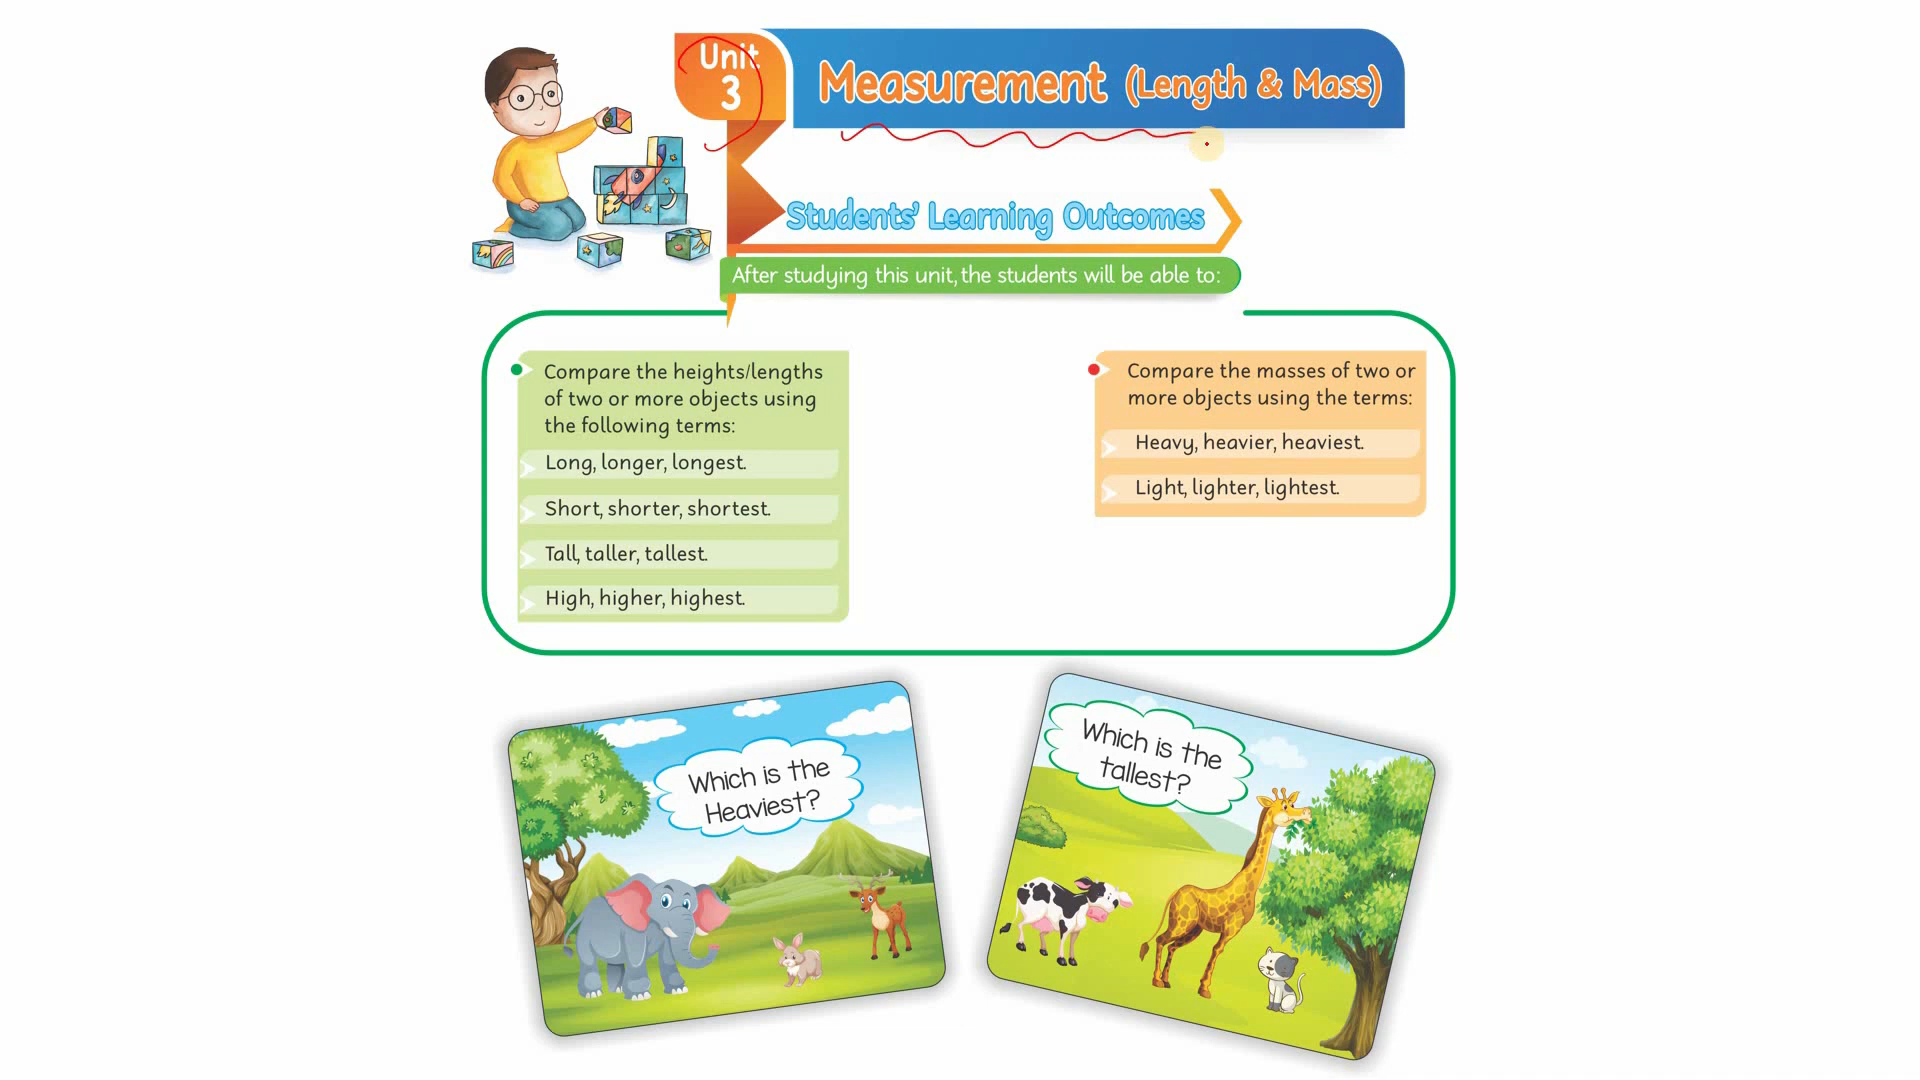 Unit
3
Measurement (Length & Mass)
Students' Learning Outcomes
After studying this unit, the students will be able to:
Compare the heights/lengths
of two or more objects using
the following terms:
Long, longer, longest.
Short, shorter, shortest.
Tall, taller, tallest.
High, higher, highest.
Compare the masses of two or
more objects using the terms:
Heavy, heavier, heaviest.
Light, lighter, lightest.
Which is the
Heaviest?
Which is the
tallest?